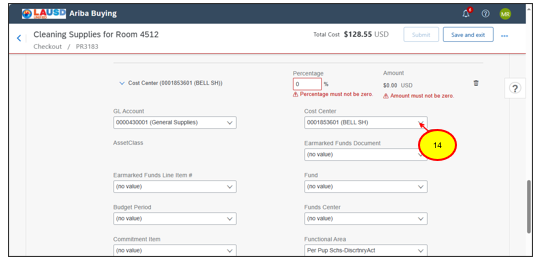 LAUSD Ariba Buying
MB
Cleaning Supplies for Room 4512
Total Cost $128.55 USD
Submit
Save and exit
Checkout / PR3183
Percentage
Amount
Cost Center (0001853601 (BELL SH))
0 %
$0.00 USD
Percentage must not be zero.
Amount must not be zero.
?
GL Account
Cost Center
0000430001 (General Supplies)
0001853601 (BELL SH)
14
AssetClass
Earmarked Funds Document
(no value)
Earmarked Funds Line Item #
Fund
(no value)
(no value)
Budget Period
Funds Center
(no value)
(no value)
Commitment Item
Functional Area
(no value)
Per Pup Schs-DiscrtnryAct